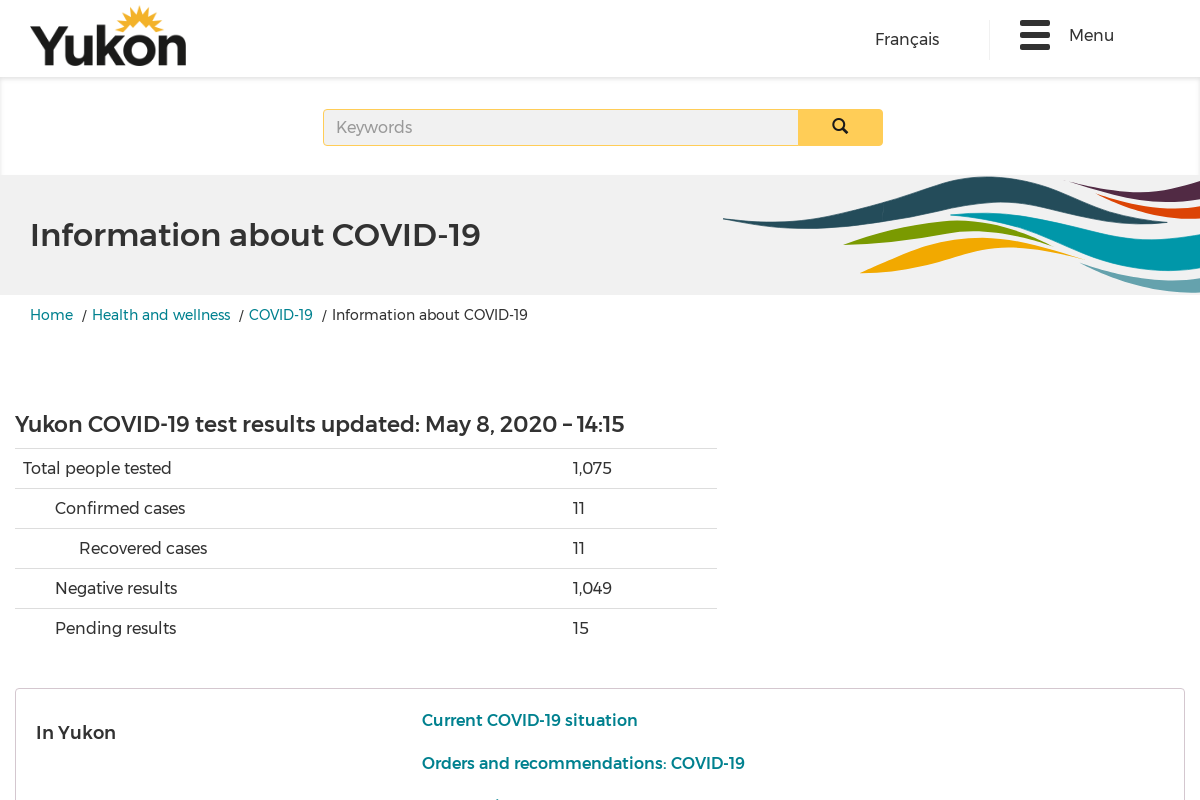 Yukon
Français
Menu
Keywords
Information about COVID-19
Home / Health and wellness / COVID-19 / Information about COVID-19
Yukon COVID-19 test results updated: May 8, 2020 – 14:15
Total people tested 1,075
Confirmed cases 11
Recovered cases 11
Negative results 1,049
Pending results 15
In Yukon
Current COVID-19 situation
Orders and recommendations: COVID-19